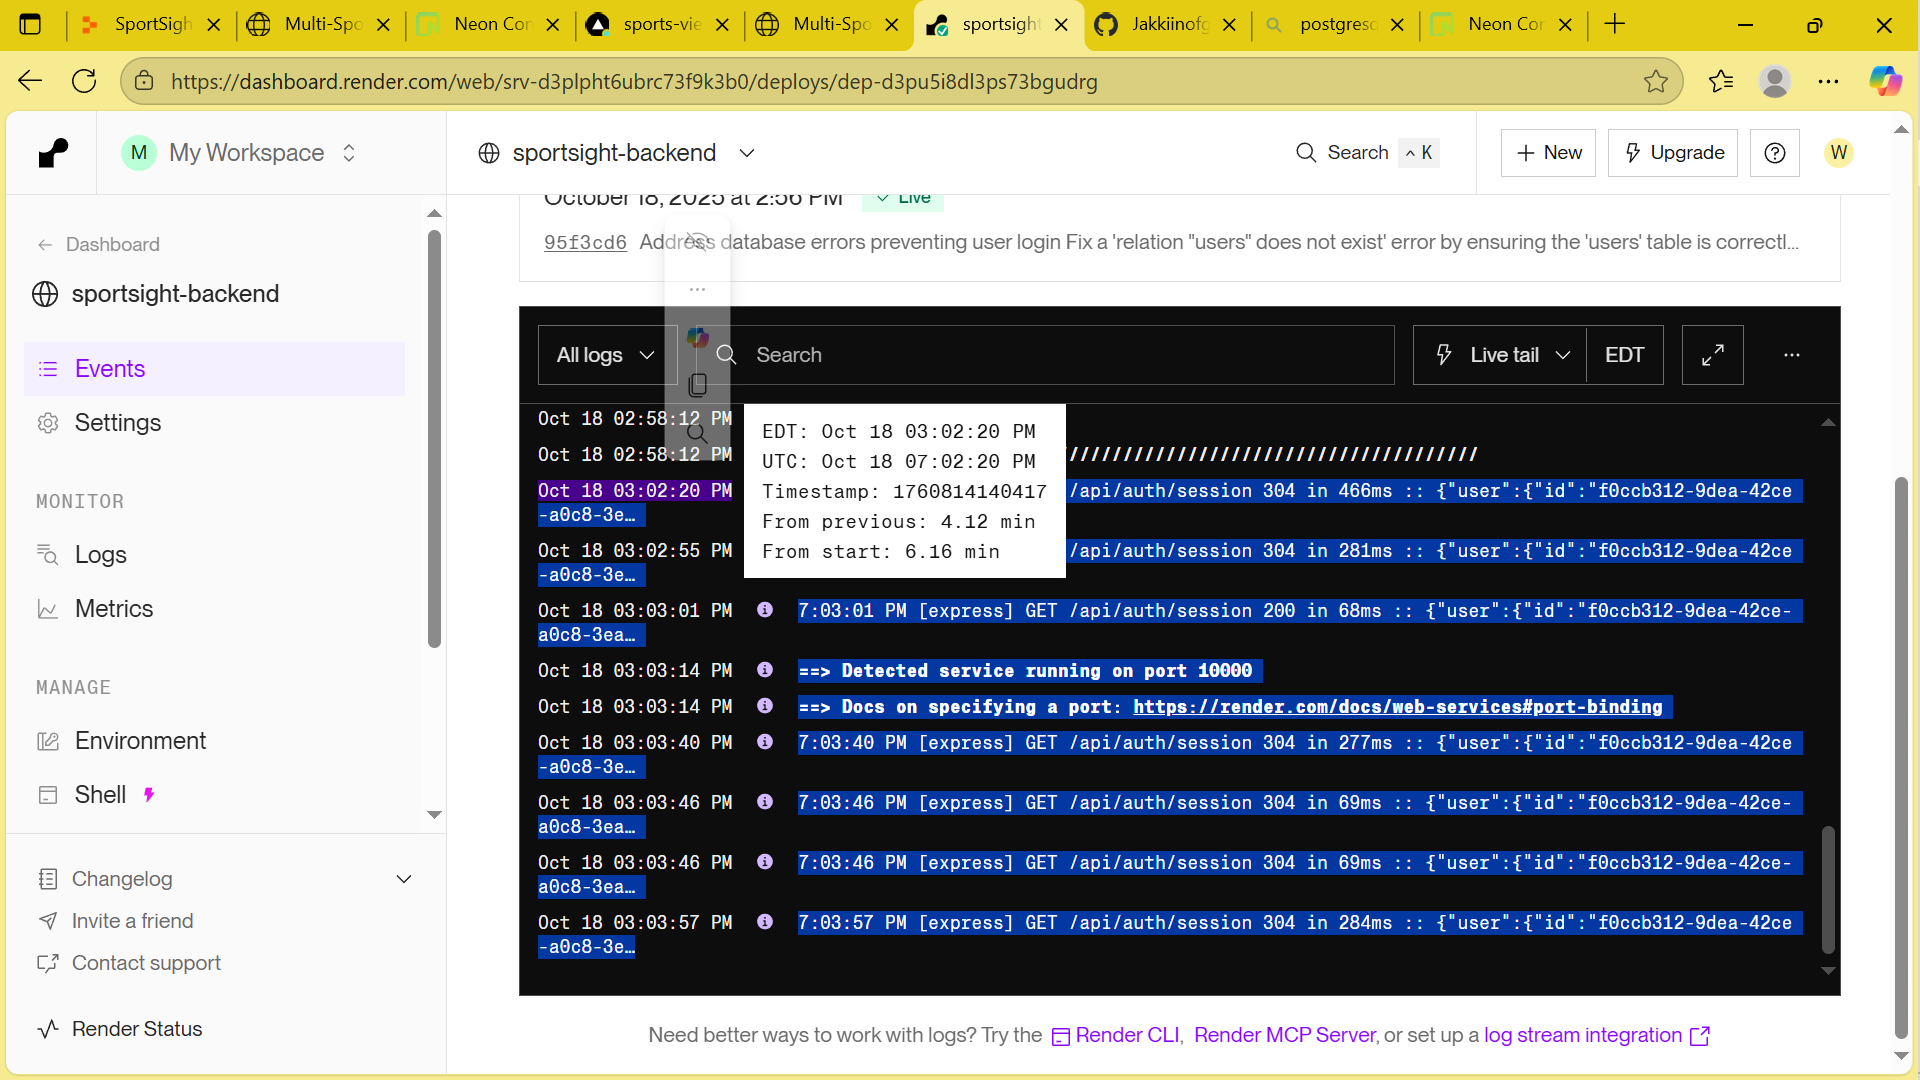 SportSigh
Multi-Spo
Neon Con
sports-vie
Multi-Spo
sportsight
Jakkiinofg
postgresq
Neon Con
https://dashboard.render.com/web/srv-d3plpht6ubrc73f9k3b0/deploys/dep-d3pu5i8dl3ps73bgudrg
M My Workspace
sportsight-backend
Search ^ K
+ New
Upgrade
W
← Dashboard
sportsight-backend
Events
Settings
MONITOR
Logs
Metrics
MANAGE
Environment
Shell
Changelog
Invite a friend
Contact support
Render Status
October 18, 2025 at 2:56 PM Live
95f3cd6 Address database errors preventing user login Fix a 'relation "users" does not exist' error by ensuring the 'users' table is correctl...
All logs
Search
Live tail
EDT
Oct 18 02:58:12 PM
Oct 18 02:58:12 PM //////////////////////////////////////
Oct 18 03:02:20 PM /api/auth/session 304 in 466ms :: {"user":{"id":"f0ccb312-9dea-42ce
-a0c8-3e…
EDT: Oct 18 03:02:20 PM
UTC: Oct 18 07:02:20 PM
Timestamp: 1760814140417
From previous: 4.12 min
From start: 6.16 min
Oct 18 03:02:55 PM /api/auth/session 304 in 281ms :: {"user":{"id":"f0ccb312-9dea-42ce
-a0c8-3e…
Oct 18 03:03:01 PM 7:03:01 PM [express] GET /api/auth/session 200 in 68ms :: {"user":{"id":"f0ccb312-9dea-42ce-
a0c8-3ea…
Oct 18 03:03:14 PM ==> Detected service running on port 10000
Oct 18 03:03:14 PM ==> Docs on specifying a port: https://render.com/docs/web-services#port-binding
Oct 18 03:03:40 PM 7:03:40 PM [express] GET /api/auth/session 304 in 277ms :: {"user":{"id":"f0ccb312-9dea-42ce
-a0c8-3e…
Oct 18 03:03:46 PM 7:03:46 PM [express] GET /api/auth/session 304 in 69ms :: {"user":{"id":"f0ccb312-9dea-42ce-
a0c8-3ea…
Oct 18 03:03:46 PM 7:03:46 PM [express] GET /api/auth/session 304 in 69ms :: {"user":{"id":"f0ccb312-9dea-42ce-
a0c8-3ea…
Oct 18 03:03:57 PM 7:03:57 PM [express] GET /api/auth/session 304 in 284ms :: {"user":{"id":"f0ccb312-9dea-42ce
-a0c8-3e…
Need better ways to work with logs? Try the Render CLI, Render MCP Server, or set up a log stream integration